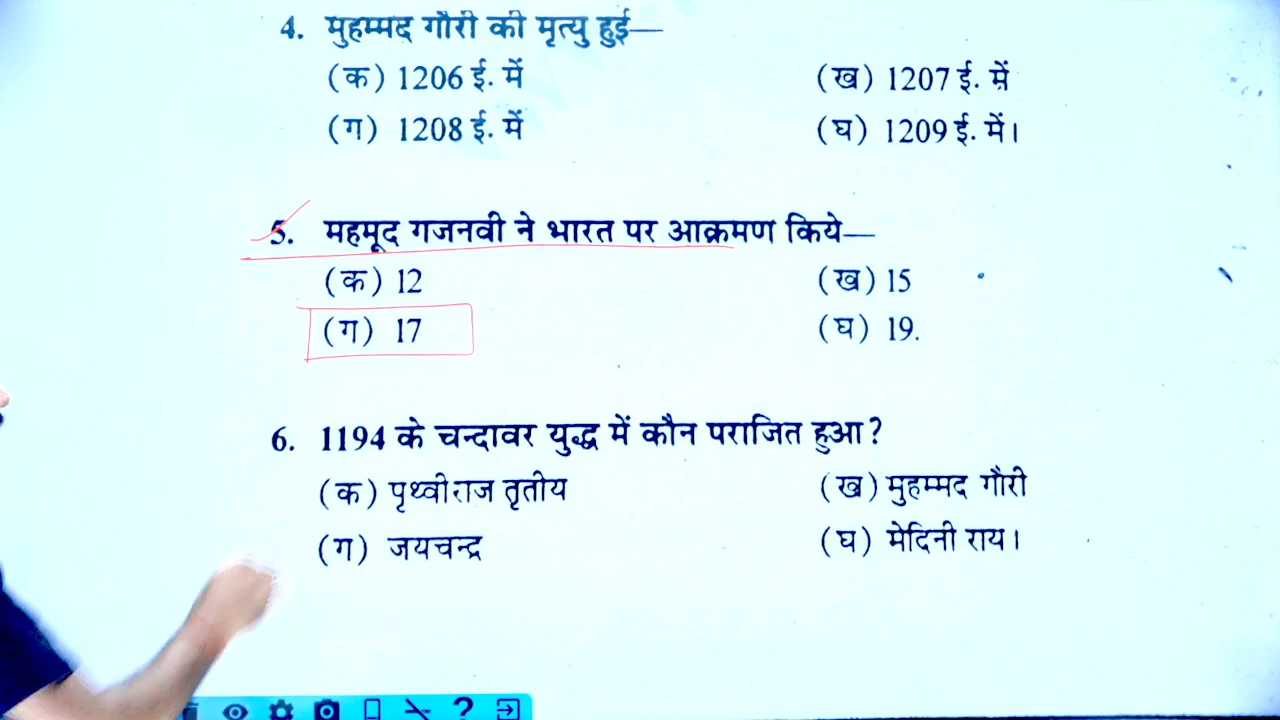 4. मुहम्मद गौरी की मृत्यु हुई—
(क) 1206 ई. में (ख) 1207 ई. में
(ग) 1208 ई. में (घ) 1209 ई. में।
5. महमूद गजनवी ने भारत पर आक्रमण किये—
(क) 12 (ख) 15
(ग) 17 (घ) 19.
6. 1194 के चन्दावर युद्ध में कौन पराजित हुआ?
(क) पृथ्वीराज तृतीय (ख) मुहम्मद गौरी
(ग) जयचन्द्र (घ) मेदिनी राय।